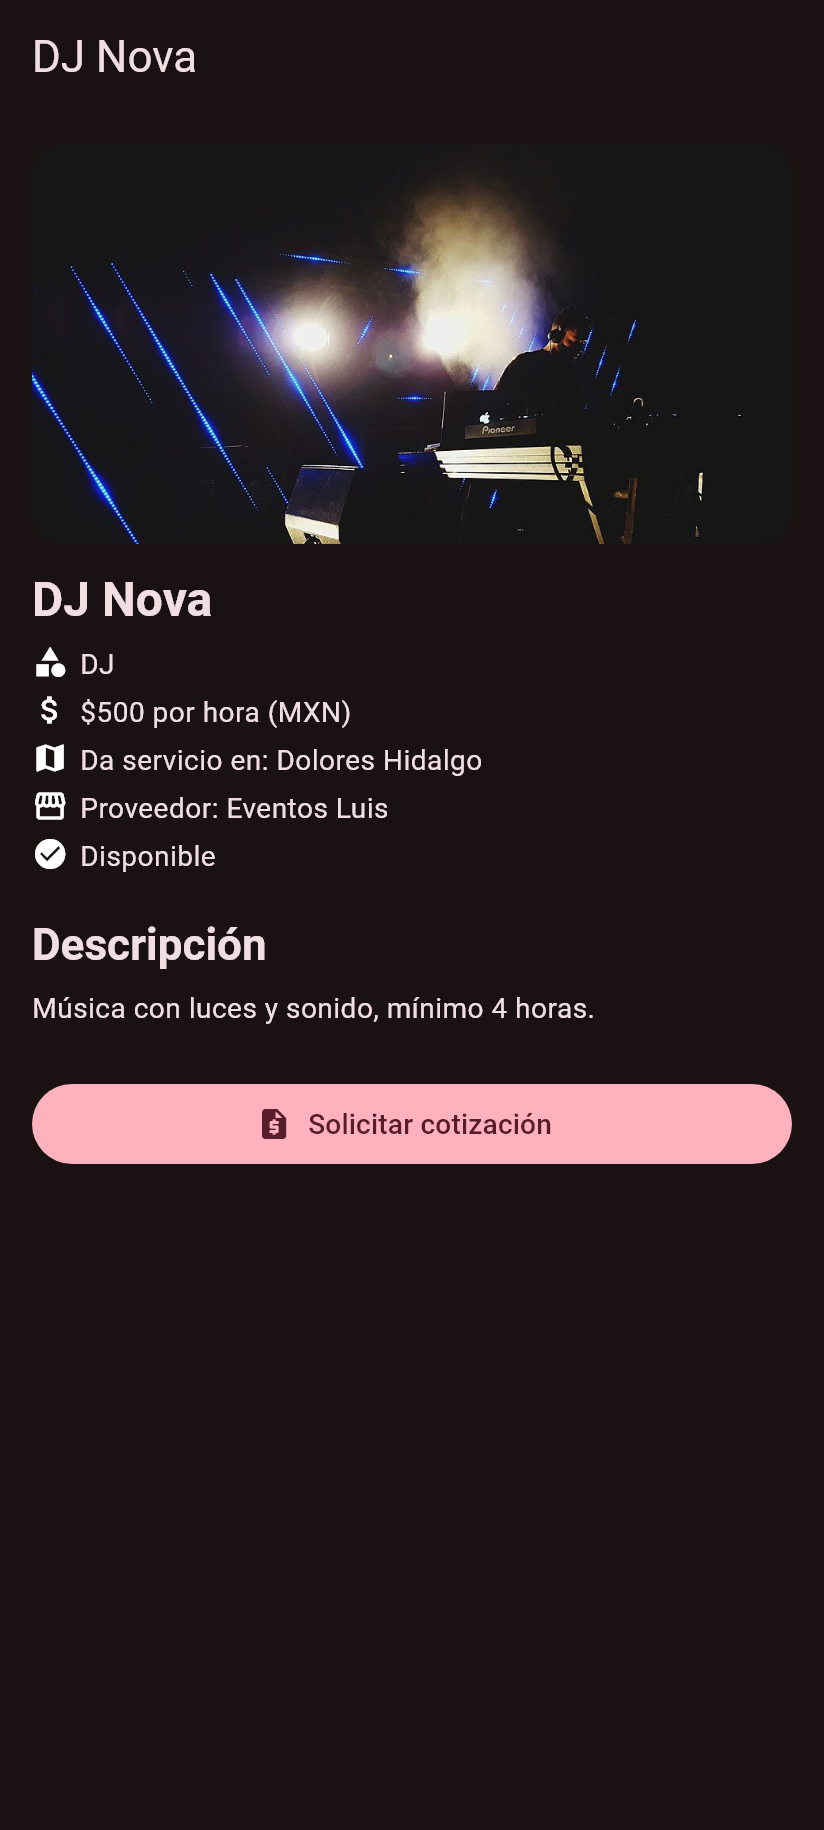 DJ Nova
Pioneer
DJ Nova
DJ
$500 por hora (MXN)
Da servicio en: Dolores Hidalgo
Proveedor: Eventos Luis
Disponible
Descripción
Música con luces y sonido, mínimo 4 horas.
Solicitar cotización